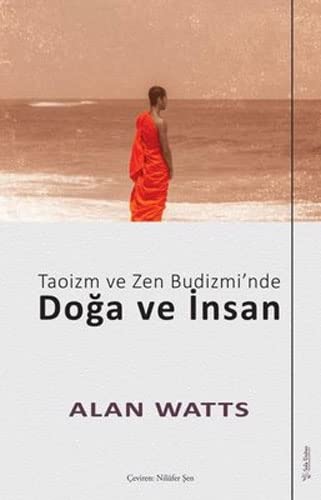 Taoizm ve Zen Budizmi'nde
Doğa ve İnsan
ALAN WATTS
Çeviren: Nilüfer Şen